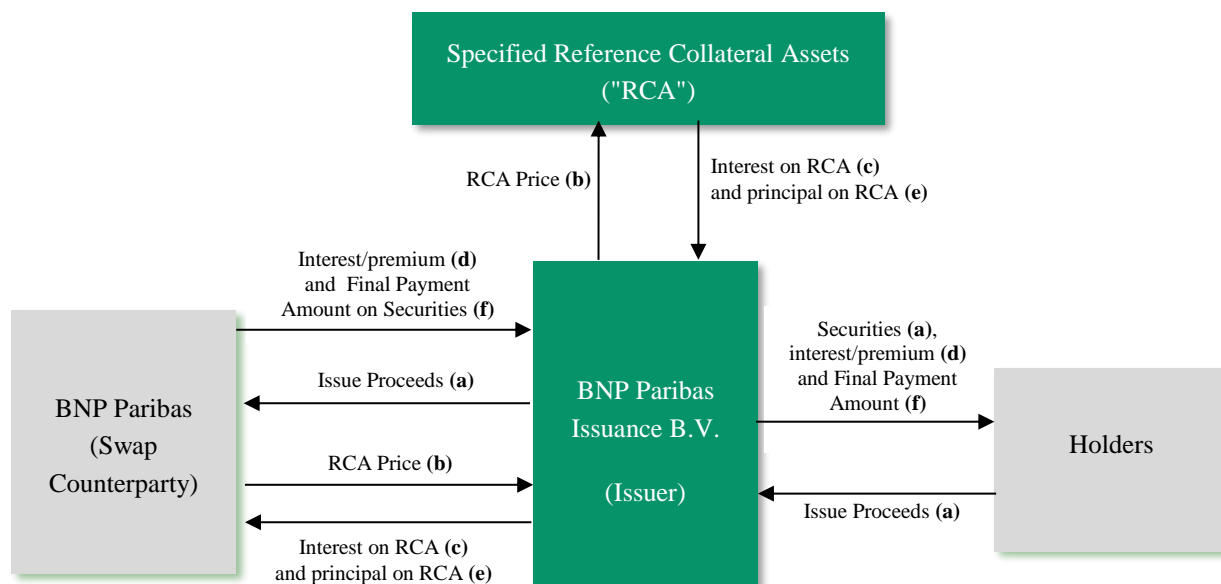 Specified Reference Collateral Assets
("RCA")
RCA Price (b)
Interest on RCA (c)
and principal on RCA (e)
Interest/premium (d)
and Final Payment
Amount on Securities (f)
Issue Proceeds (a)
RCA Price (b)
Interest on RCA (c)
and principal on RCA (e)
BNP Paribas
(Swap
Counterparty)
BNP Paribas
Issuance B.V.
(Issuer)
Securities (a),
interest/premium (d)
and Final Payment
Amount (f)
Issue Proceeds (a)
Holders